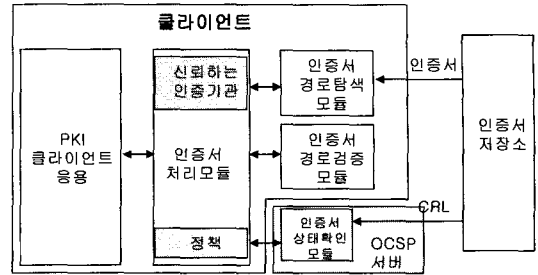 클라이언트
신뢰하는
인증기관
인증서
경로탐색
모듈
인증서
PKI
클라이언트
응용
인증서
처리모듈
인증서
경로검증
모듈
인증서
저장소
정책
인증서
상태확인
모듈
CRL
OCSP
서버